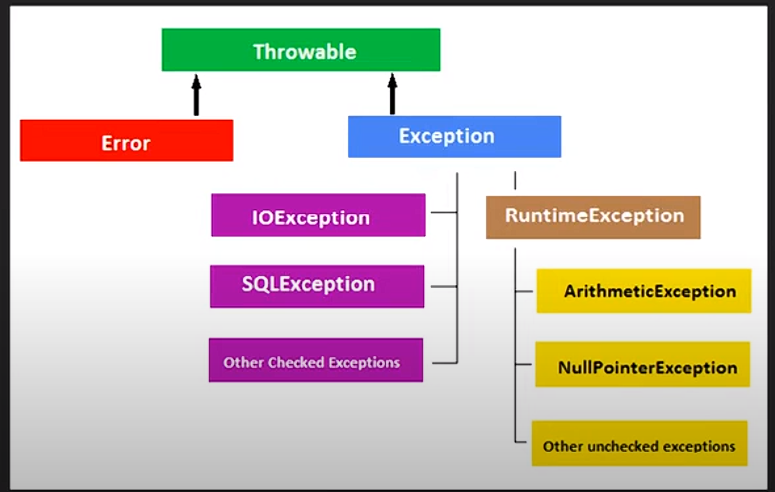 Throwable
Error
Exception
IOException
RuntimeException
SQLException
ArithmeticException
Other Checked Exceptions
NullPointerException
Other unchecked exceptions